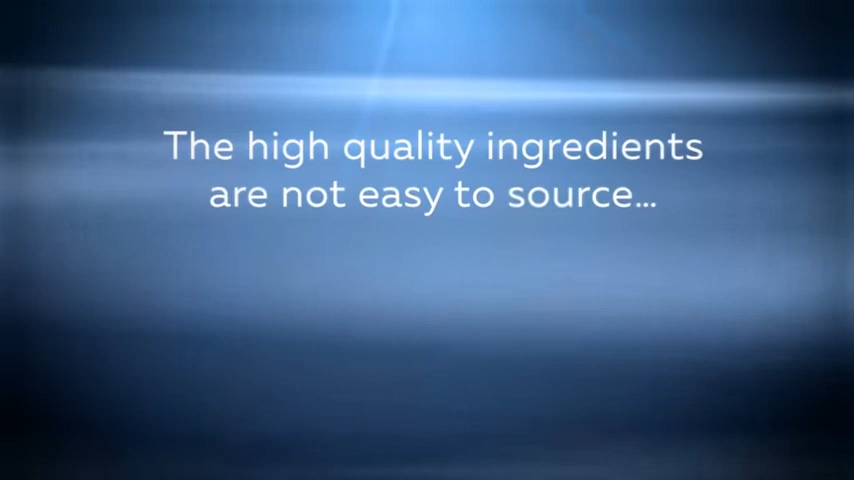 The high quality ingredients
are not easy to source...